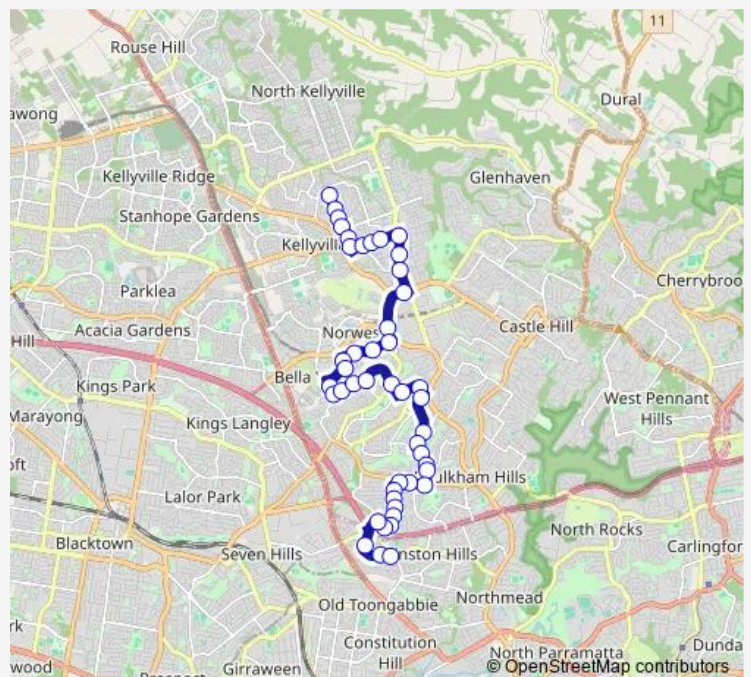 11
Rouse Hill
North Kellyville
Dural
awong
Kellyville Ridge
Glenhaven
Stanhope Gardens
Kellyvill
Cherrybroo
Parklea
Acacia Gardens
Norwes
Castle Hill
Hill
Bella
Kings Park
West Pennant
Hills
Marayong
Kings Langley
oft
ulkham Hills
Lalor Park
North Rocks
Blacktown
Seven Hills
nston Hills
Carlingfor
Old Toongabbie
Northmead
rk
Constitution
Hill
North Parramatta
Dunda
wood
Prospect
Girraween
© OpenStreetMap contributors